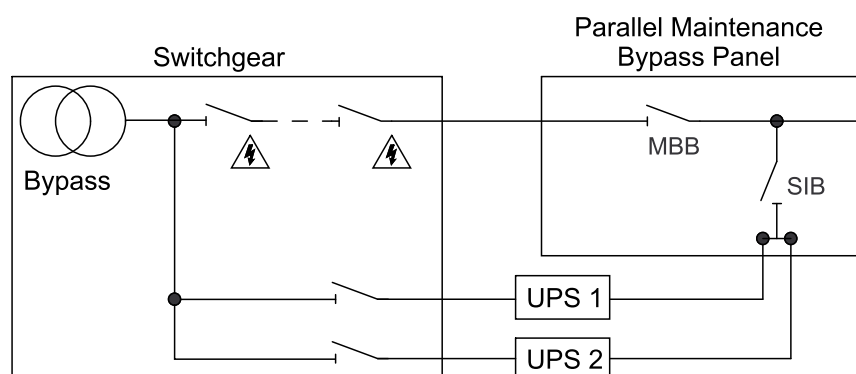 Switchgear
Parallel Maintenance
Bypass Panel
Bypass
MBB
SIB
UPS 1
UPS 2